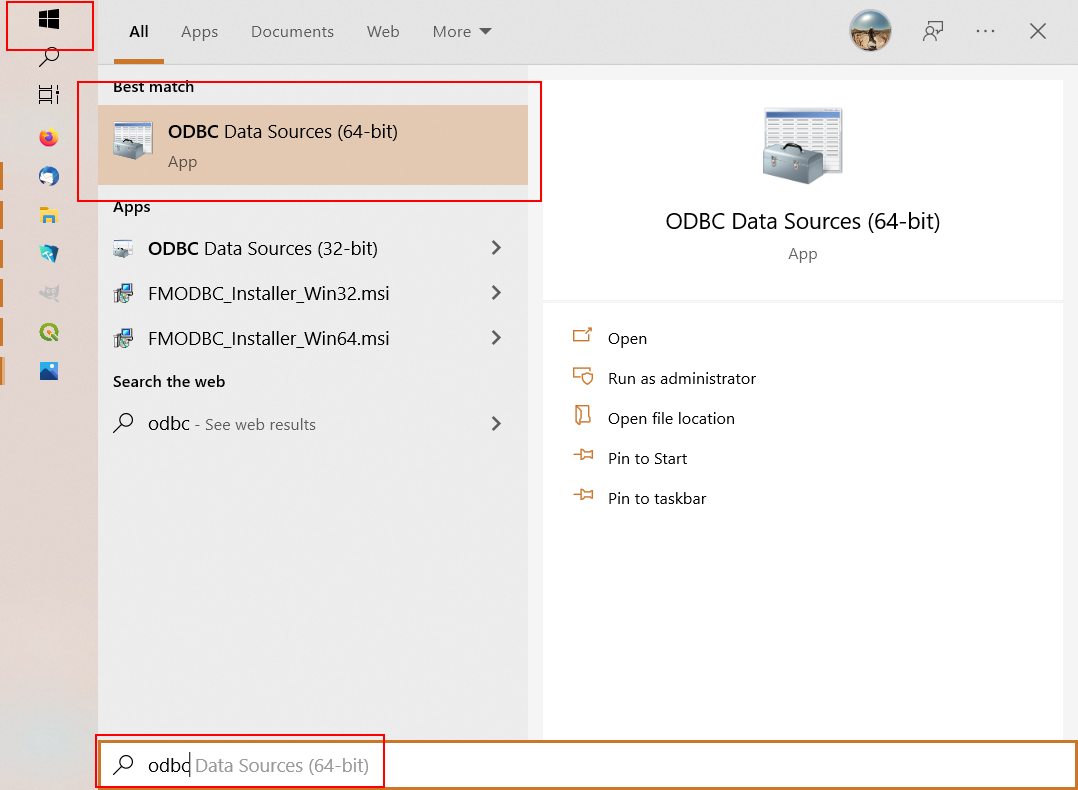 All Apps Documents Web More
Best match
ODBC Data Sources (64-bit)
App
Apps
ODBC Data Sources (32-bit)
FMODBC_Installer_Win32.msi
FMODBC_Installer_Win64.msi
Search the web
odbc - See web results
ODBC Data Sources (64-bit)
App
Open
Run as administrator
Open file location
Pin to Start
Pin to taskbar
odbc Data Sources (64-bit)